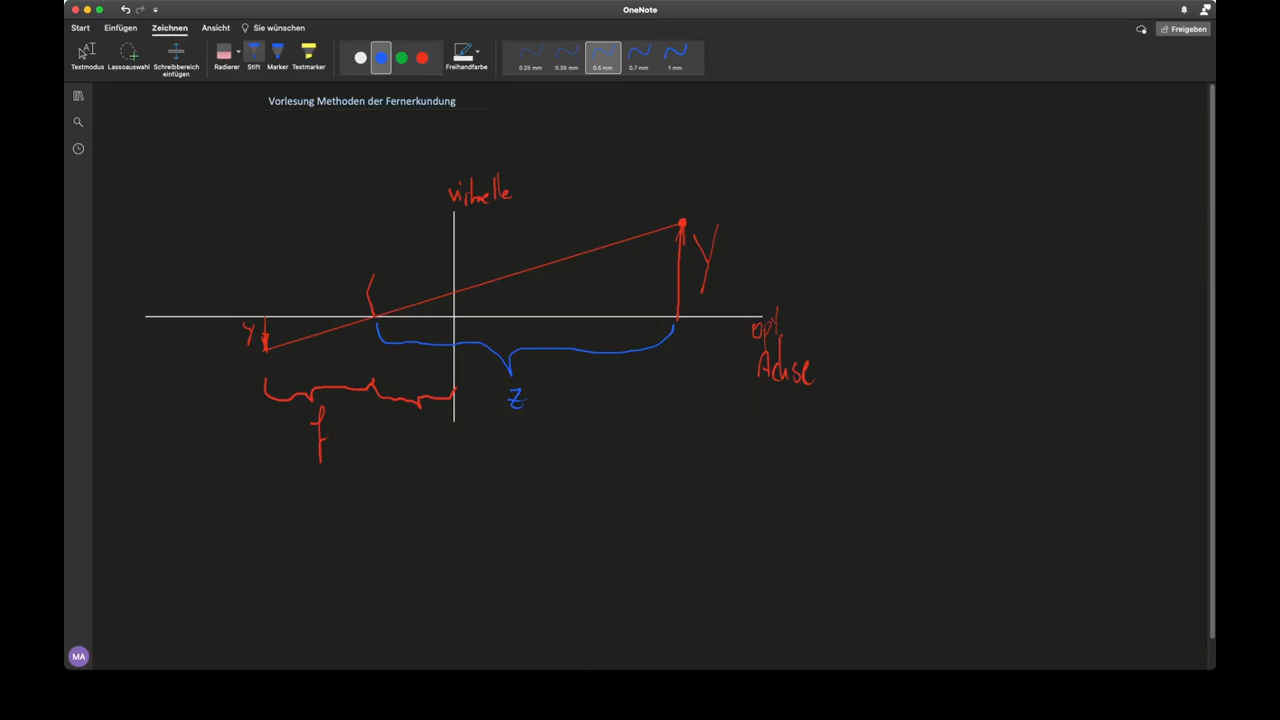 OneNote
Start Einfügen Zeichnen Ansicht Sie wünschen Freigeben
Textmodus Lassoauswahl Schreibbereich einfügen Radierer Stift Marker Textmarker Freihandfarbe 0.25 mm 0.35 mm 0.5 mm 0.7 mm 1 mm
Vorlesung Methoden der Fernerkundung
virtuelle
Y
y
opt.
Achse
z
f
MA